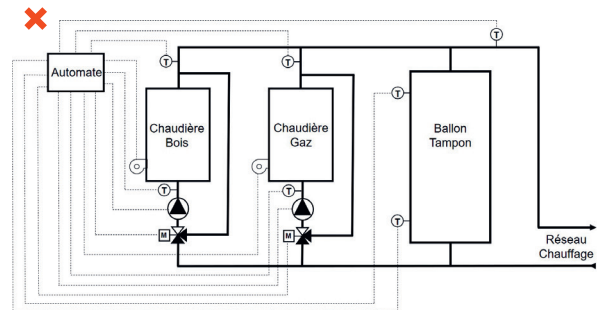 T
Automate
T
T
T
Chaudière
Bois
Chaudière
Gaz
Ballon
Tampon
T
T
T
M
M
Réseau
Chauffage